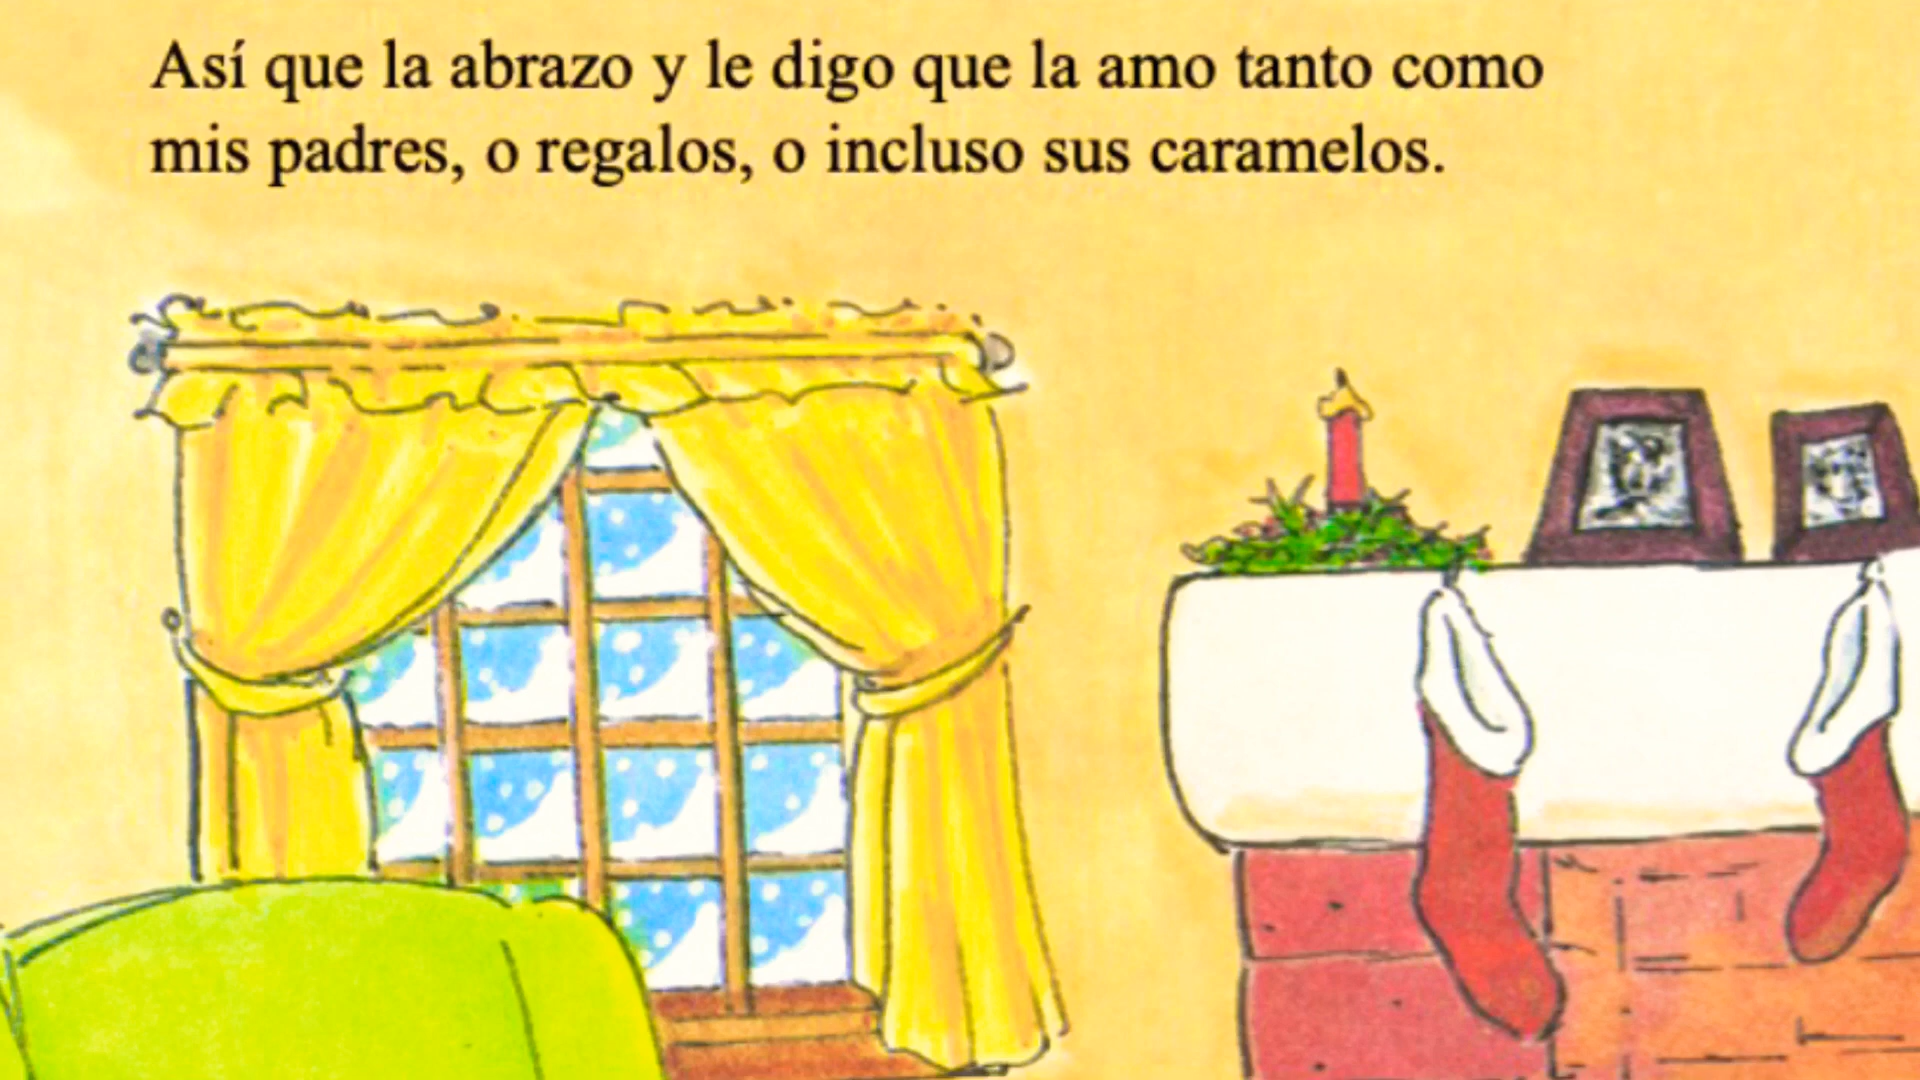 Así que la abrazo y le digo que la amo tanto como
mis padres, o regalos, o incluso sus caramelos.